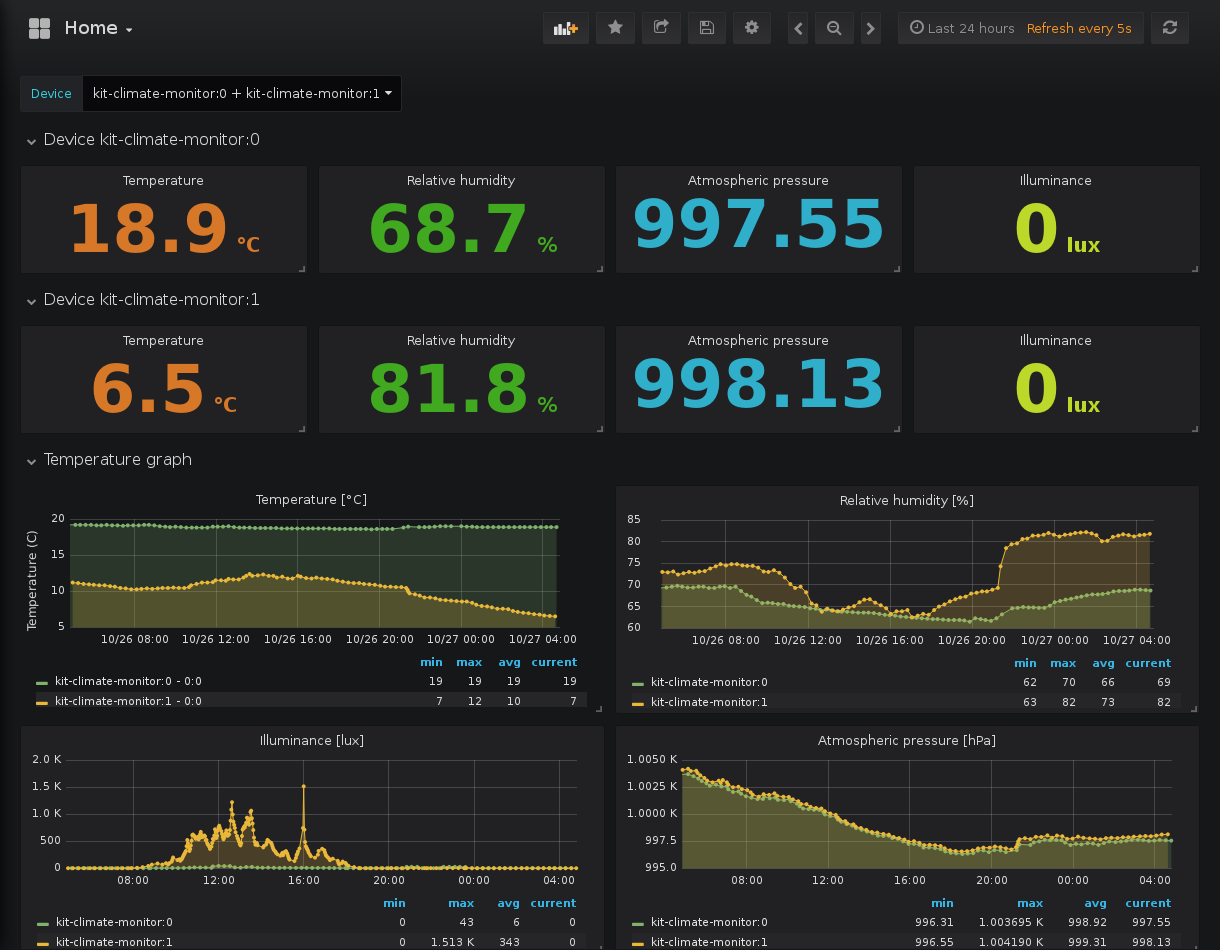 Home
Last 24 hours Refresh every 5s
Device kit-climate-monitor:0 + kit-climate-monitor:1
Device kit-climate-monitor:0
Temperature Relative humidity Atmospheric pressure Illuminance
18.9 °C 68.7 % 997.55 0 lux
Device kit-climate-monitor:1
Temperature Relative humidity Atmospheric pressure Illuminance
6.5 °C 81.8 % 998.13 0 lux
Temperature graph
Temperature [°C]
Temperature (C)
20
15
10
5
10/26 08:00 10/26 12:00 10/26 16:00 10/26 20:00 10/27 00:00 10/27 04:00
min max avg current
kit-climate-monitor:0 - 0:0 19 19 19 19
kit-climate-monitor:1 - 0:0 7 12 10 7
Relative humidity [%]
85
80
75
70
65
60
10/26 08:00 10/26 12:00 10/26 16:00 10/26 20:00 10/27 00:00 10/27 04:00
min max avg current
kit-climate-monitor:0 62 70 66 69
kit-climate-monitor:1 63 82 73 82
Illuminance [lux]
2.0 K
1.5 K
1.0 K
500
0
08:00 12:00 16:00 20:00 00:00 04:00
min max avg current
kit-climate-monitor:0 0 43 6 0
kit-climate-monitor:1 0 1.513 K 343 0
Atmospheric pressure [hPa]
1.0050 K
1.0025 K
1.0000 K
997.5
995.0
08:00 12:00 16:00 20:00 00:00 04:00
min max avg current
kit-climate-monitor:0 996.31 1.003695 K 998.92 997.55
kit-climate-monitor:1 996.55 1.004190 K 999.31 998.13